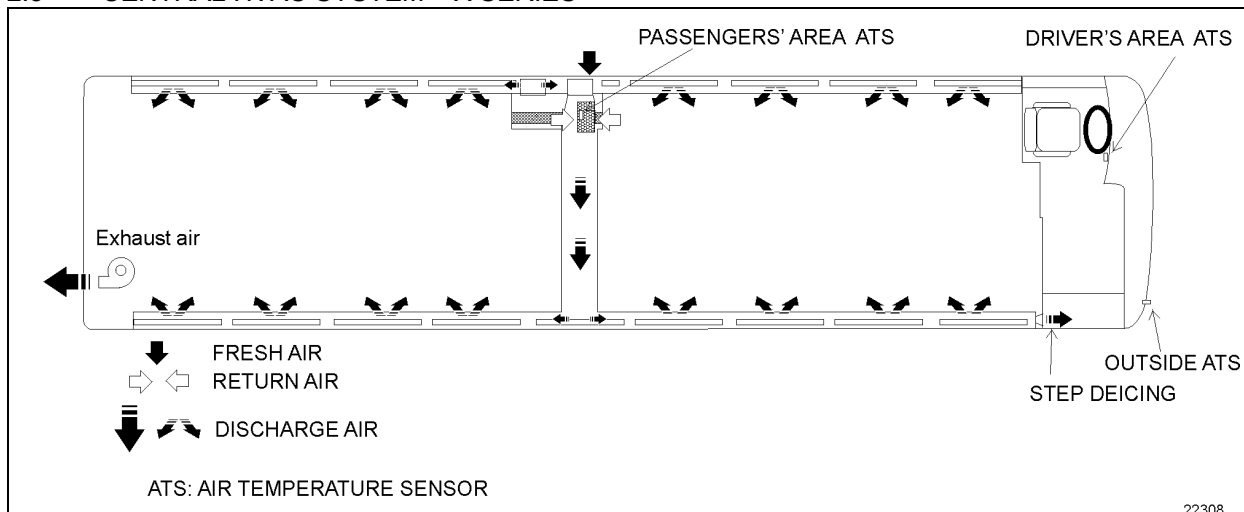 PASSENGERS' AREA ATS
DRIVER'S AREA ATS
Exhaust air
FRESH AIR
RETURN AIR
DISCHARGE AIR
OUTSIDE ATS
STEP DEICING
ATS: AIR TEMPERATURE SENSOR
22308